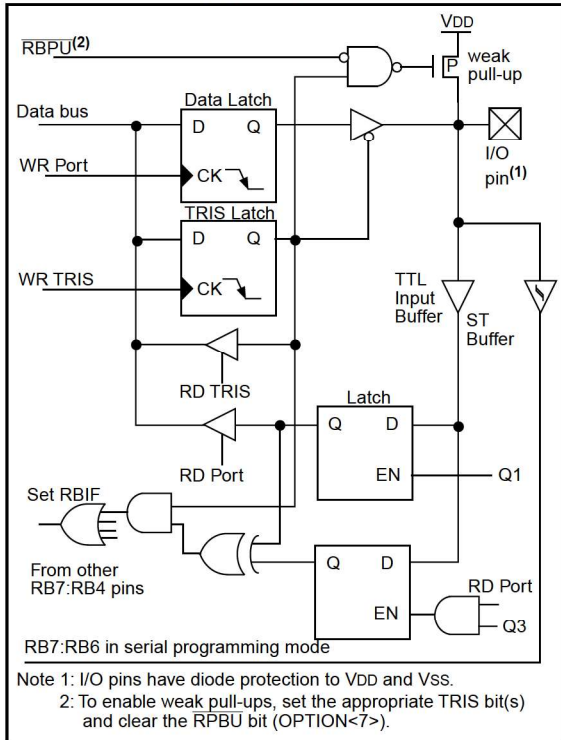 VDD
RBPU(2)
weak
pull-up
P
Data bus
Data Latch
D Q
I/O
pin(1)
WR Port
CK
TRIS Latch
D Q
WR TRIS
CK
TTL
Input
Buffer
ST
Buffer
RD TRIS
Latch
Q D
RD Port
EN
Q1
Set RBIF
From other
RB7:RB4 pins
Q D
RD Port
EN
Q3
RB7:RB6 in serial programming mode
Note 1: I/O pins have diode protection to VDD and VSS.
2: To enable weak pull-ups, set the appropriate TRIS bit(s)
and clear the RPBU bit (OPTION<7>).